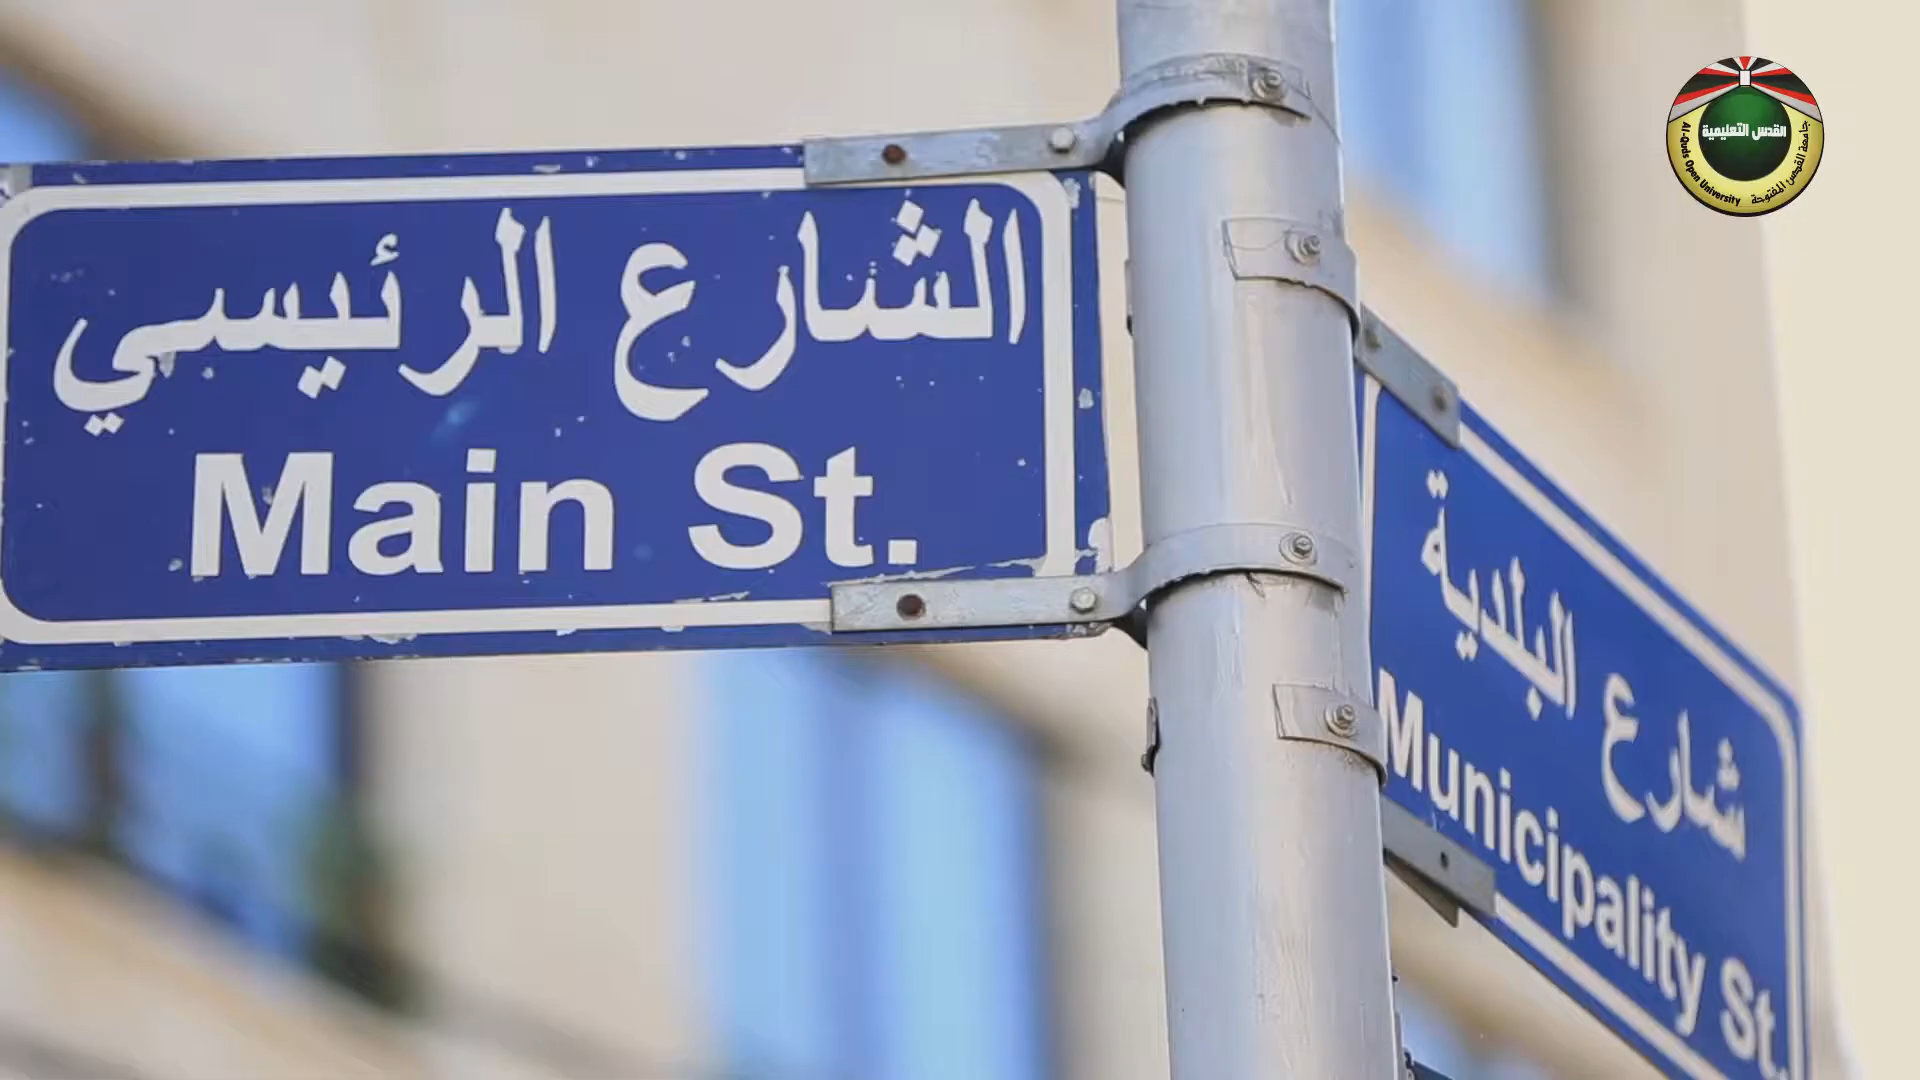 الشارع الرئيسي
Main St.
شارع البلدية
Municipality St.
القدس التعليمية
جامعة القدس المفتوحة
Al-Quds Open University